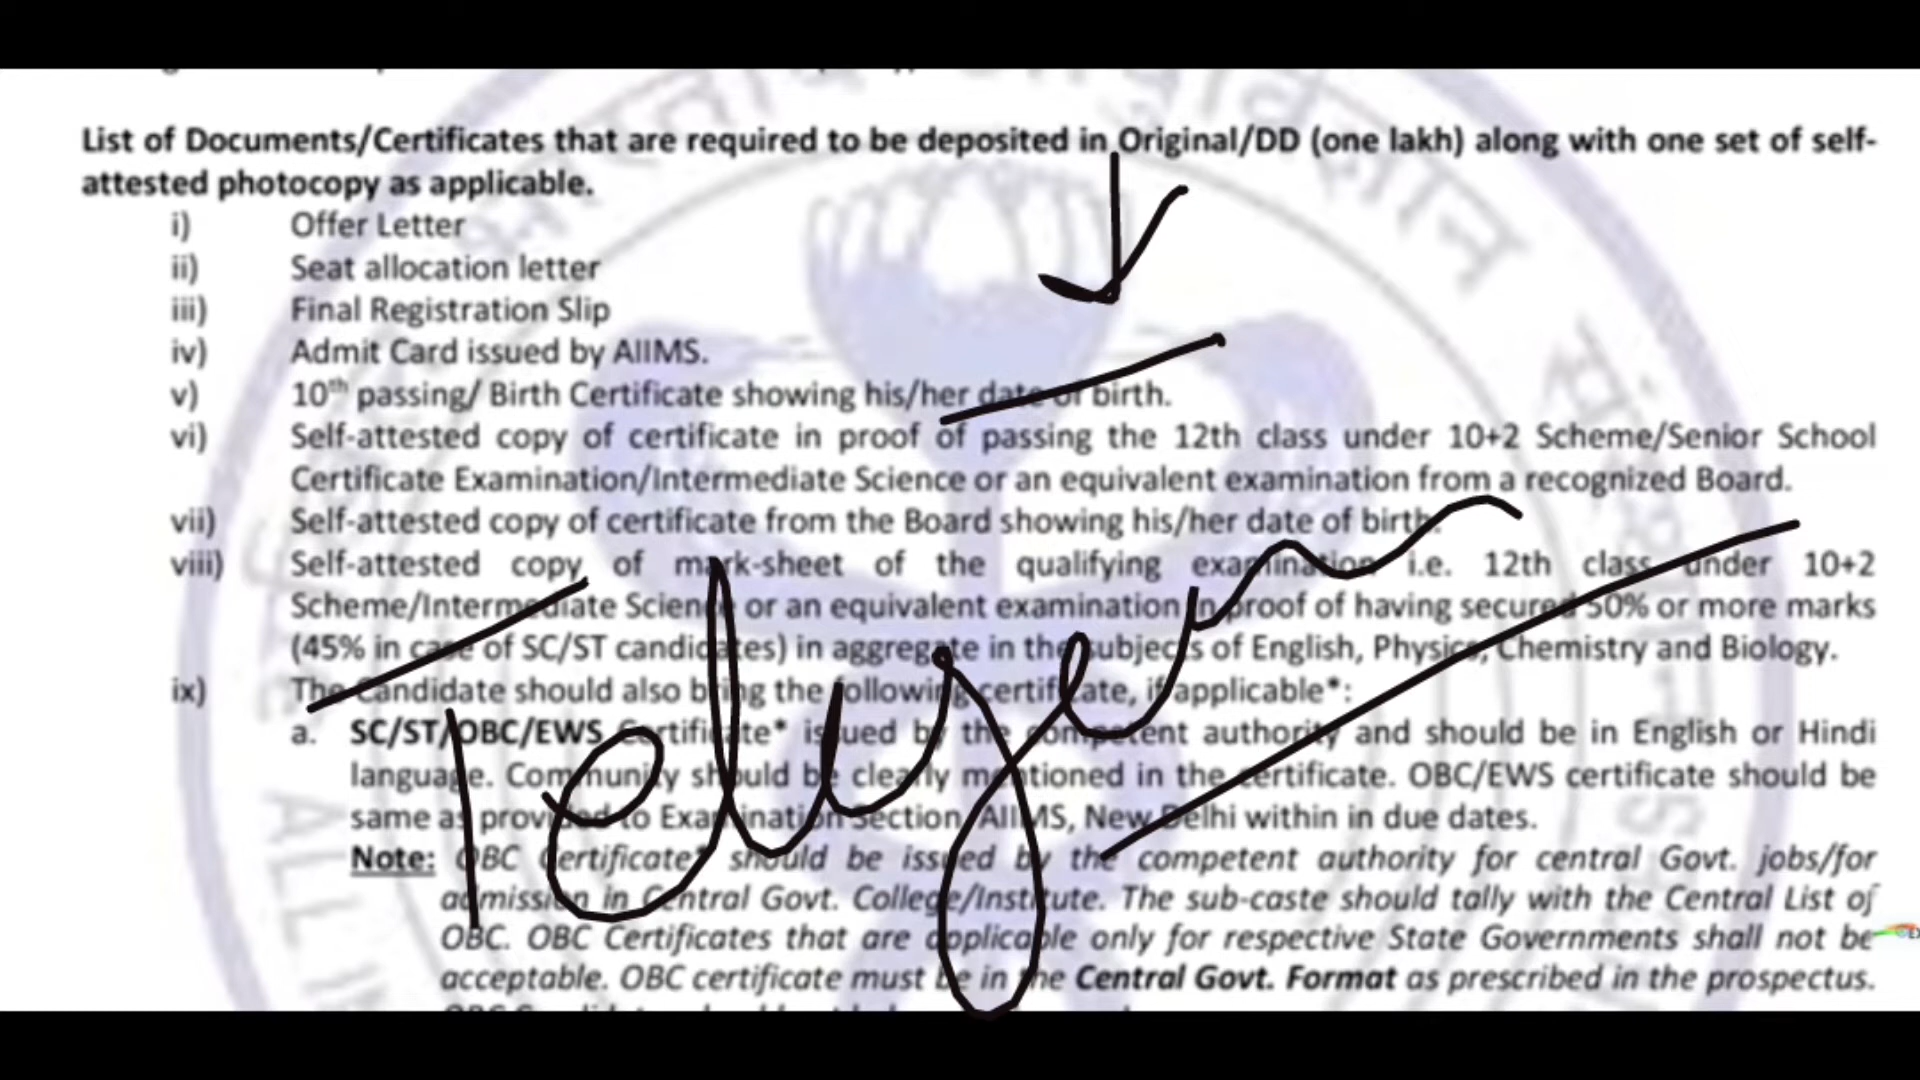 List of Documents/Certificates that are required to be deposited in Original/DD (one lakh) along with one set of self-
attested photocopy as applicable.
i) Offer Letter
ii) Seat allocation letter
iii) Final Registration Slip
iv) Admit Card issued by AIIMS.
v) 10th passing/ Birth Certificate showing his/her date of birth.
vi) Self-attested copy of certificate in proof of passing the 12th class under 10+2 Scheme/Senior School
Certificate Examination/Intermediate Science or an equivalent examination from a recognized Board.
vii) Self-attested copy of certificate from the Board showing his/her date of birth.
viii) Self-attested copy of mark-sheet of the qualifying examination i.e. 12th class under 10+2
Scheme/Intermediate Science or an equivalent examination in proof of having secured 50% or more marks
(45% in case of SC/ST candidates) in aggregate in the subjects of English, Physics, Chemistry and Biology.
ix) The Candidate should also bring the following certificate, if applicable*:
a. SC/ST/OBC/EWS Certificate* issued by the competent authority and should be in English or Hindi
language. Community should be clearly mentioned in the certificate. OBC/EWS certificate should be
same as provided to Examination Section, AIIMS, New Delhi within in due dates.
Note: OBC Certificate* should be issued by the competent authority for central Govt. jobs/for
admission in Central Govt. College/Institute. The sub-caste should tally with the Central List of
OBC. OBC Certificates that are applicable only for respective State Governments shall not be
acceptable. OBC certificate must be in the Central Govt. Format as prescribed in the prospectus.